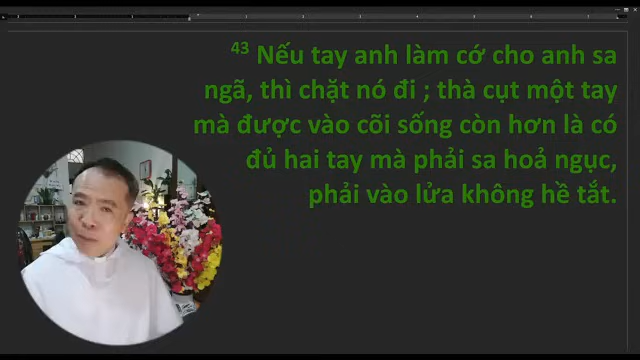 43 Nếu tay anh làm cớ cho anh sa
ngã, thì chặt nó đi ; thà cụt một tay
mà được vào cõi sống còn hơn là có
đủ hai tay mà phải sa hoả ngục,
phải vào lửa không hề tắt.